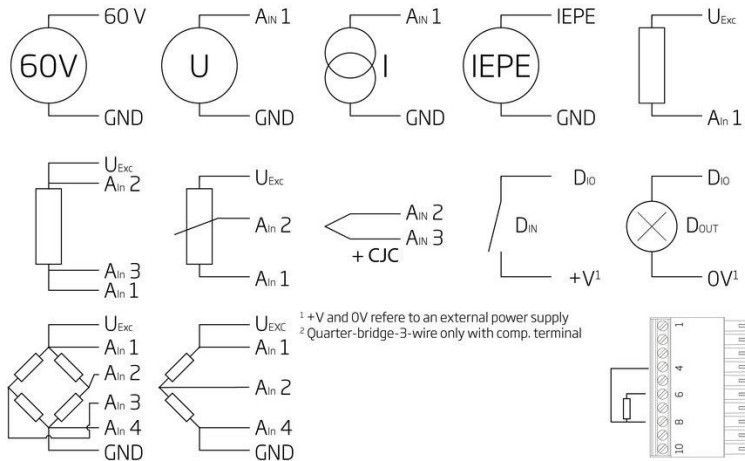 60 V
60V
GND
AIN 1
U
GND
AIN 1
I
GND
IEPE
IEPE
GND
UExc
AIn 1
UExc
AIn 2
AIn 3
AIn 1
UExc
AIn 2
AIn 1
AIN 2
AIN 3
+ CJC
DIO
DIN
+V¹
DIO
DOUT
0V¹
UExc
AIn 1
AIn 2
AIn 3
AIn 4
GND
UExc
AIn 1
AIn 2
AIn 4
GND
¹ +V and 0V refere to an external power supply
² Quarter-bridge-3-wire only with comp. terminal
1
4
6
8
10